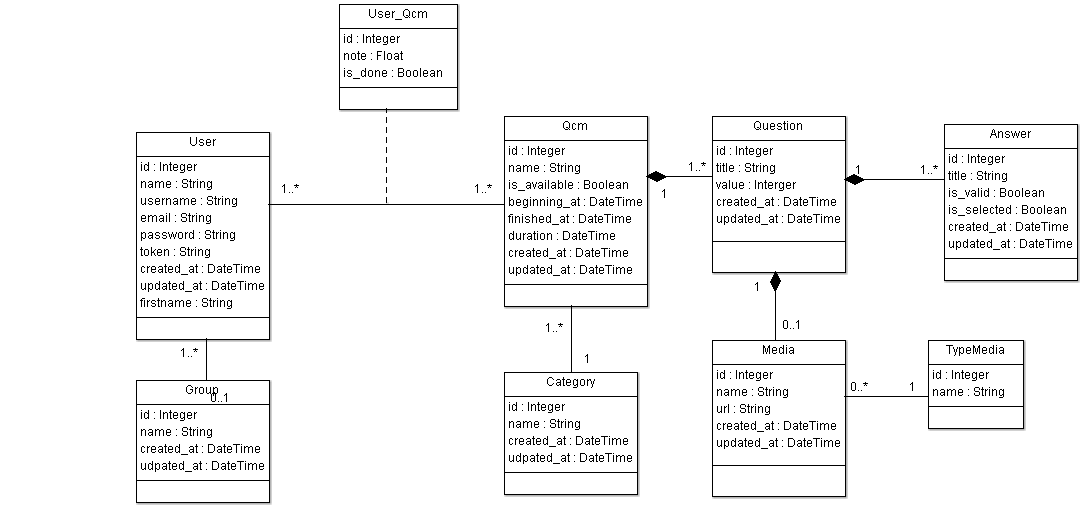 User_Qcm
id : Integer
note : Float
is_done : Boolean
User
id : Integer
name : String
username : String
email : String
password : String
token : String
created_at : DateTime
updated_at : DateTime
firstname : String
1..*
1..*
Qcm
id : Integer
name : String
is_available : Boolean
beginning_at : DateTime
finished_at : DateTime
duration : DateTime
created_at : DateTime
updated_at : DateTime
1
1..*
Question
id : Integer
title : String
value : Interger
created_at : DateTime
updated_at : DateTime
1
1..*
Answer
id : Integer
title : String
is_valid : Boolean
is_selected : Boolean
created_at : DateTime
updated_at : DateTime
1..*
0..1
Group
id : Integer
name : String
created_at : DateTime
udpated_at : DateTime
1..*
1
Category
id : Integer
name : String
created_at : DateTime
udpated_at : DateTime
1
0..1
Media
id : Integer
name : String
url : String
created_at : DateTime
updated_at : DateTime
0..*
1
TypeMedia
id : Integer
name : String